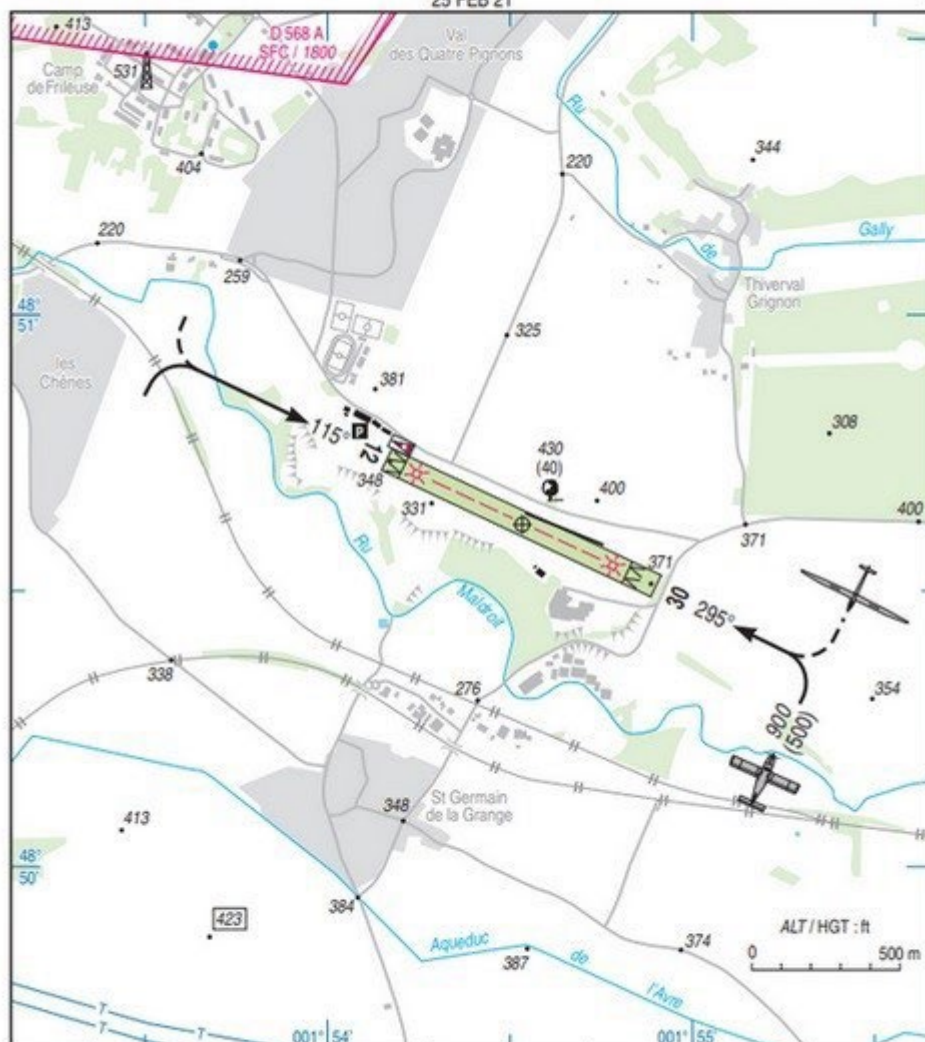 25 FEB 21
413
D 568 A
SFC / 1800
Val
des Quatre Pignons
Camp
de Frileuse
531
404
Ru
344
220
220
259
de
Gally
Thiverval
Grignon
48°
51'
325
les
Chênes
381
308
115°
P
12
348
430
(40)
400
331
400
371
371
Ru
Maldroit
30
295°
338
276
354
900
(500)
348
St Germain
de la Grange
413
48°
50'
384
423
ALT / HGT : ft
0
500 m
Aqueduc
de
l'Avre
387
374
T
T
001° 54'
001° 55'